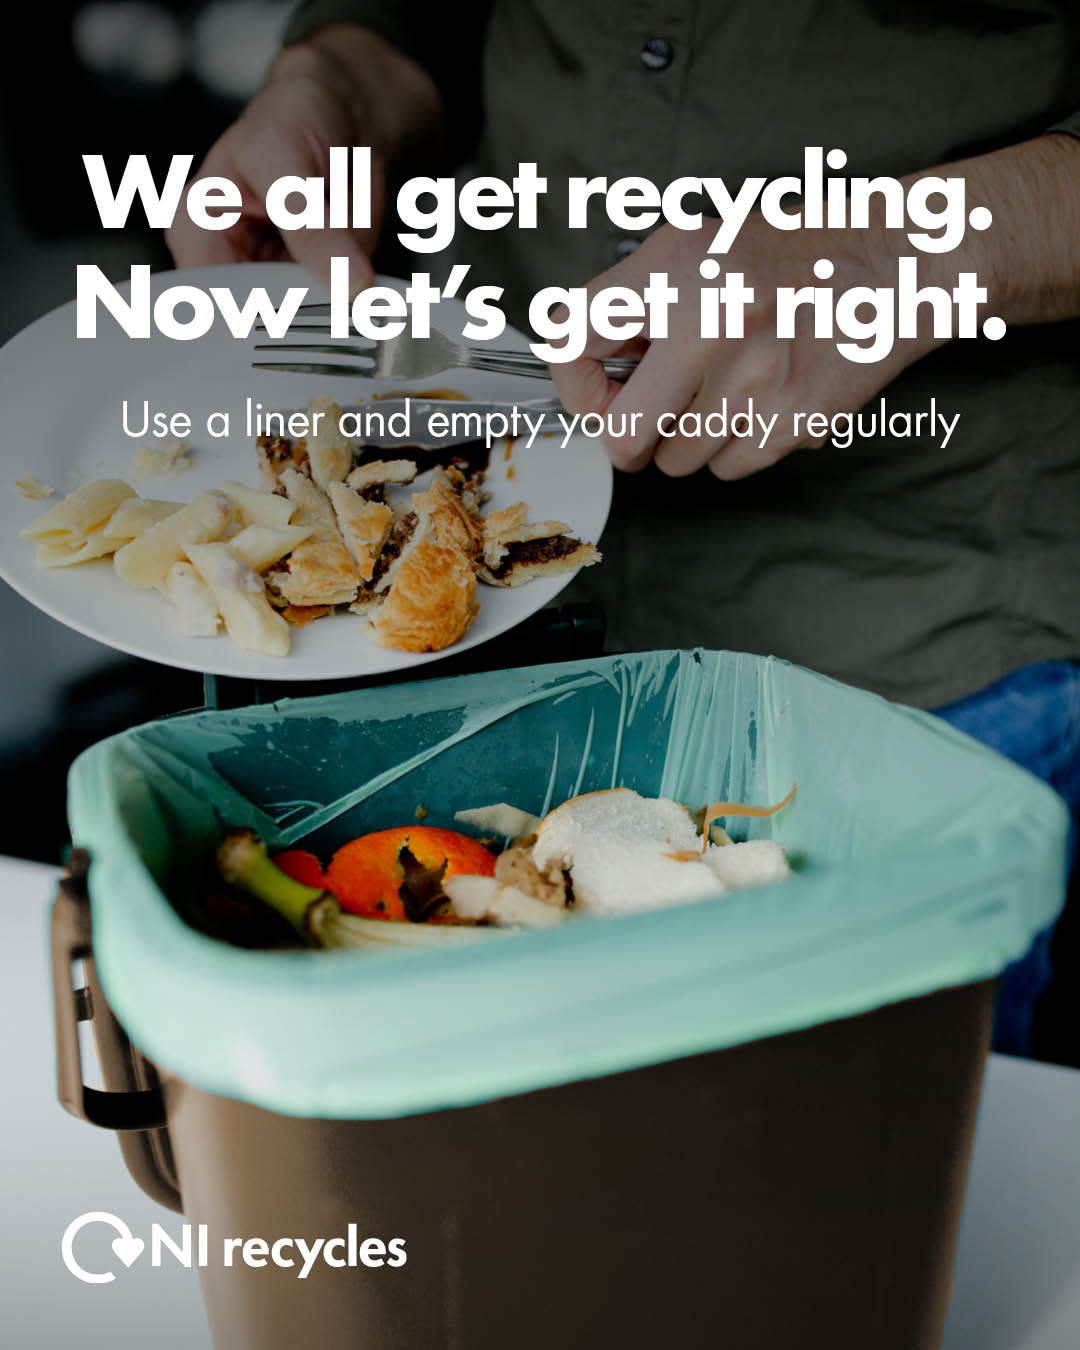 We all get recycling.
Now let's get it right.
Use a liner and empty your caddy regularly
NI recycles